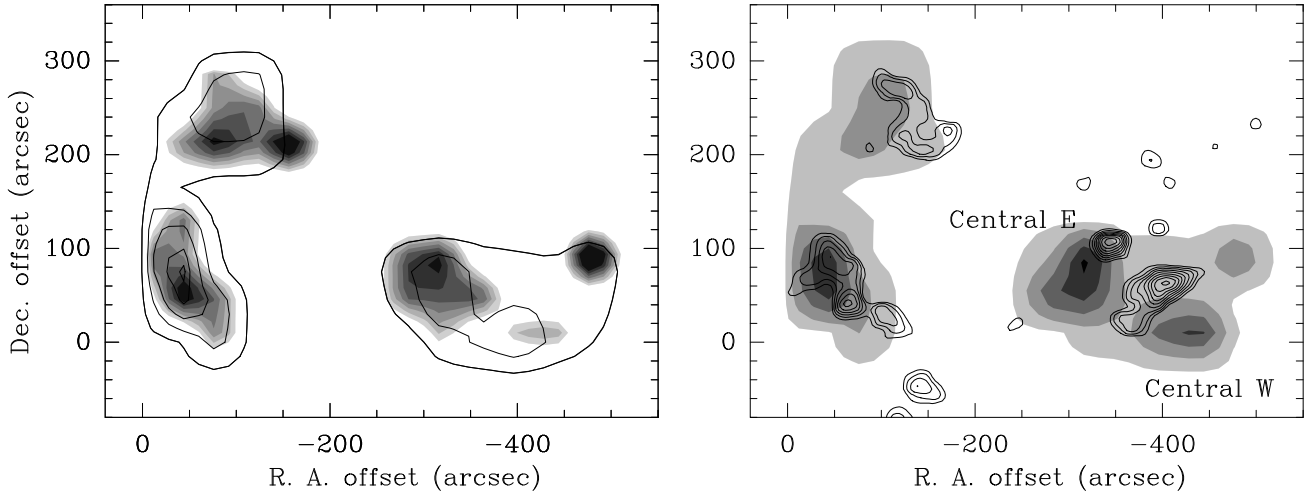 300
200
100
0
Dec. offset (arcsec)
0
−200
−400
R. A. offset (arcsec)
300
200
100
0
Central E
Central W
0
−200
−400
R. A. offset (arcsec)